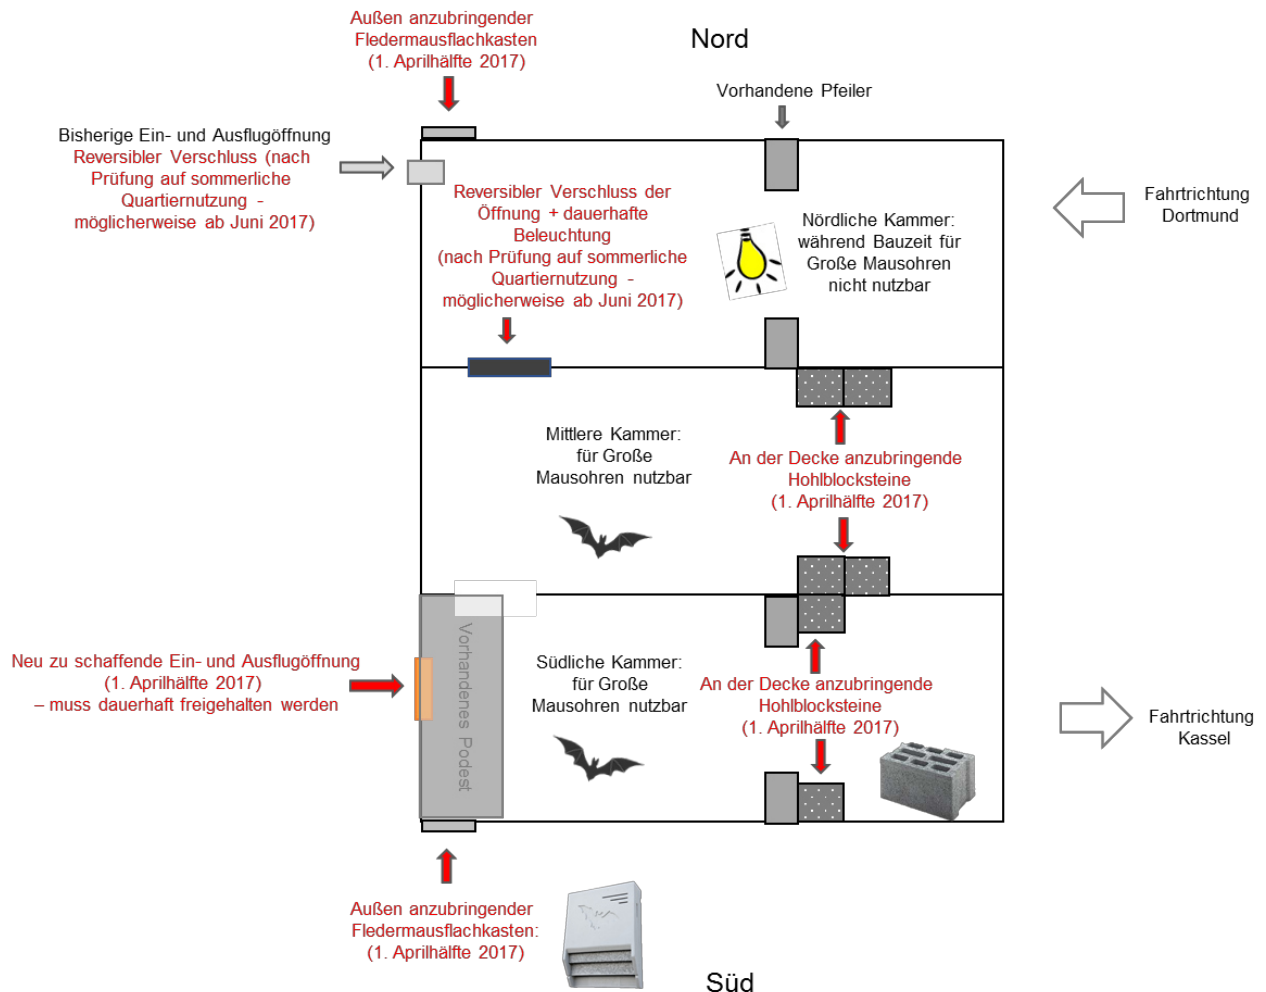 Außen anzubringender
Fledermausflachkasten
(1. Aprilhälfte 2017)
Nord
Vorhandene Pfeiler
Bisherige Ein- und Ausflugöffnung
Reversibler Verschluss (nach
Prüfung auf sommerliche
Quartiernutzung -
möglicherweise ab Juni 2017)
Reversibler Verschluss der
Öffnung + dauerhafte
Beleuchtung
(nach Prüfung auf sommerliche
Quartiernutzung -
möglicherweise ab Juni 2017)
Nördliche Kammer:
während Bauzeit für
Große Mausohren
nicht nutzbar
Fahrtrichtung
Dortmund
Mittlere Kammer:
für Große
Mausohren nutzbar
An der Decke anzubringende
Hohlblocksteine
(1. Aprilhälfte 2017)
Neu zu schaffende Ein- und Ausflugöffnung
(1. Aprilhälfte 2017)
– muss dauerhaft freigehalten werden
Vorhandenes Podest
Südliche Kammer:
für Große
Mausohren nutzbar
An der Decke anzubringende
Hohlblocksteine
(1. Aprilhälfte 2017)
Fahrtrichtung
Kassel
Außen anzubringender
Fledermausflachkasten:
(1. Aprilhälfte 2017)
Süd